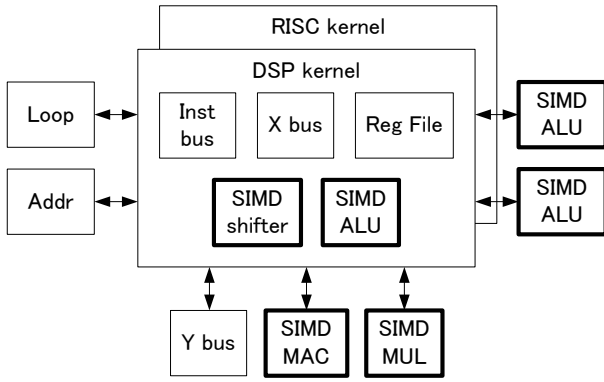 RISC kernel
DSP kernel
Loop
Inst
bus
X bus
Reg File
SIMD
ALU
Addr
SIMD
shifter
SIMD
ALU
SIMD
ALU
Y bus
SIMD
MAC
SIMD
MUL